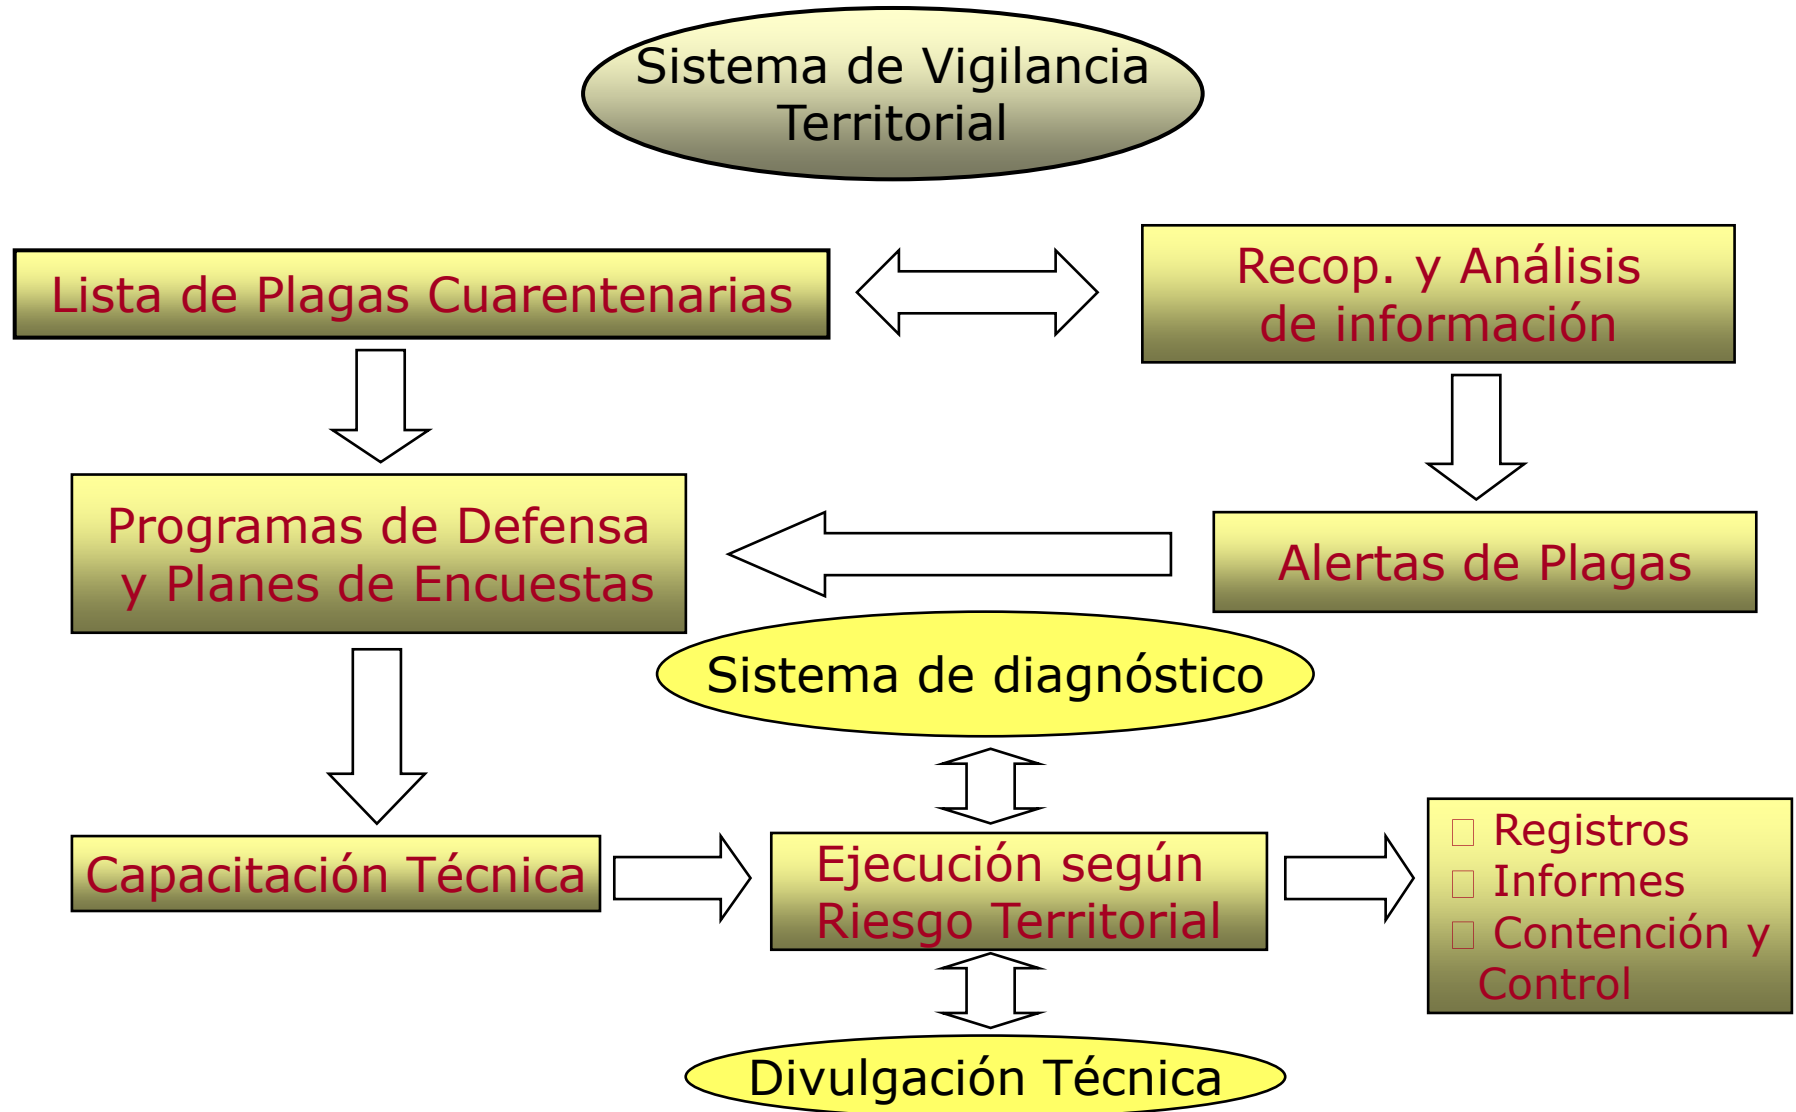 Sistema de Vigilancia
Territorial
Lista de Plagas Cuarentenarias
Recop. y Análisis
de información
Programas de Defensa
y Planes de Encuestas
Alertas de Plagas
Sistema de diagnóstico
Capacitación Técnica
Ejecución según
Riesgo Territorial
Registros
Informes
Contención y
Control
Divulgación Técnica